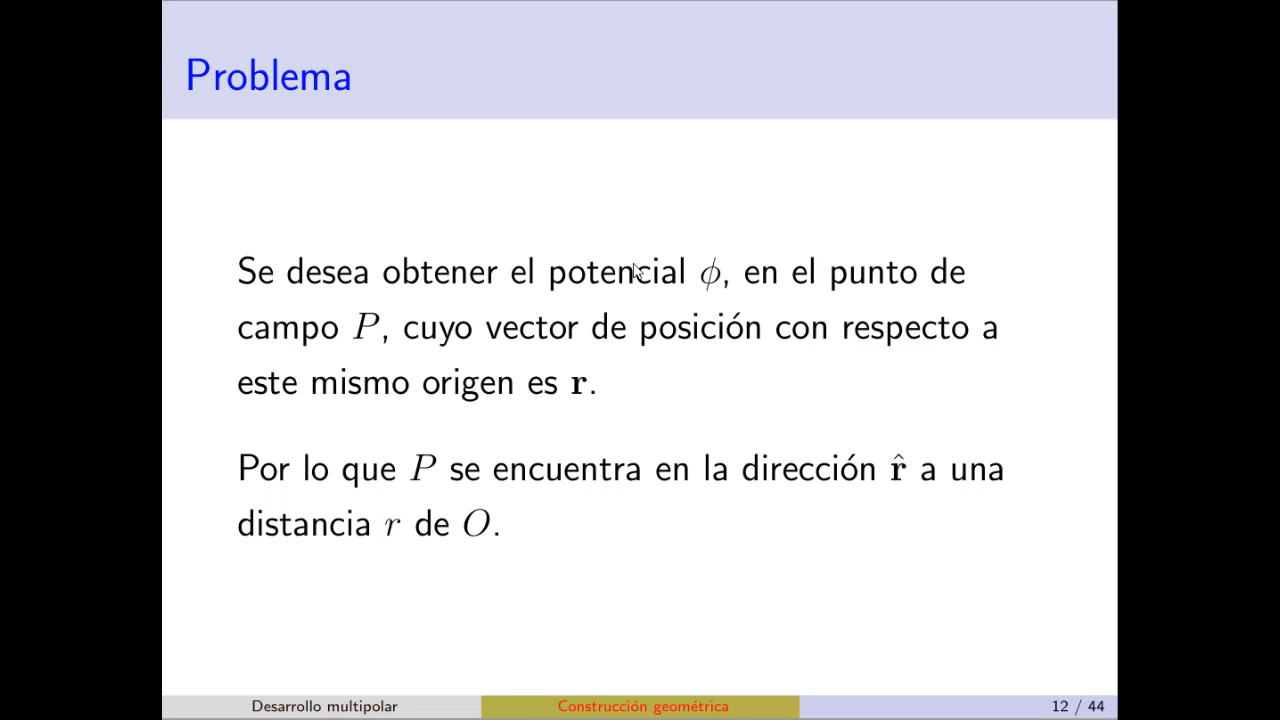 Problema
Se desea obtener el potencial ϕ, en el punto de
campo P, cuyo vector de posición con respecto a
este mismo origen es r.
Por lo que P se encuentra en la dirección r̂ a una
distancia r de O.
Desarrollo multipolar
Construcción geométrica
12 / 44